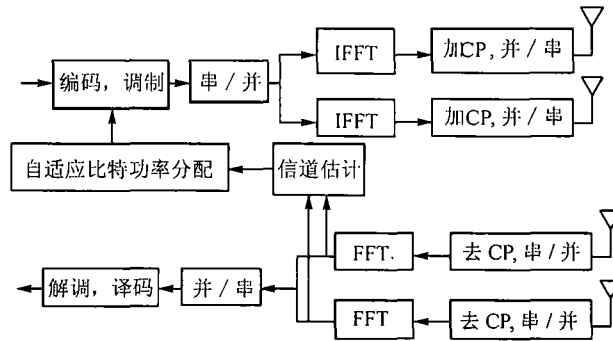 IFFT
加CP, 并 / 串
编码，调制
串 / 并
IFFT
加CP, 并 / 串
自适应比特功率分配
信道估计
FFT.
去 CP, 串 / 并
解调，译码
并 / 串
FFT
去 CP, 串 / 并